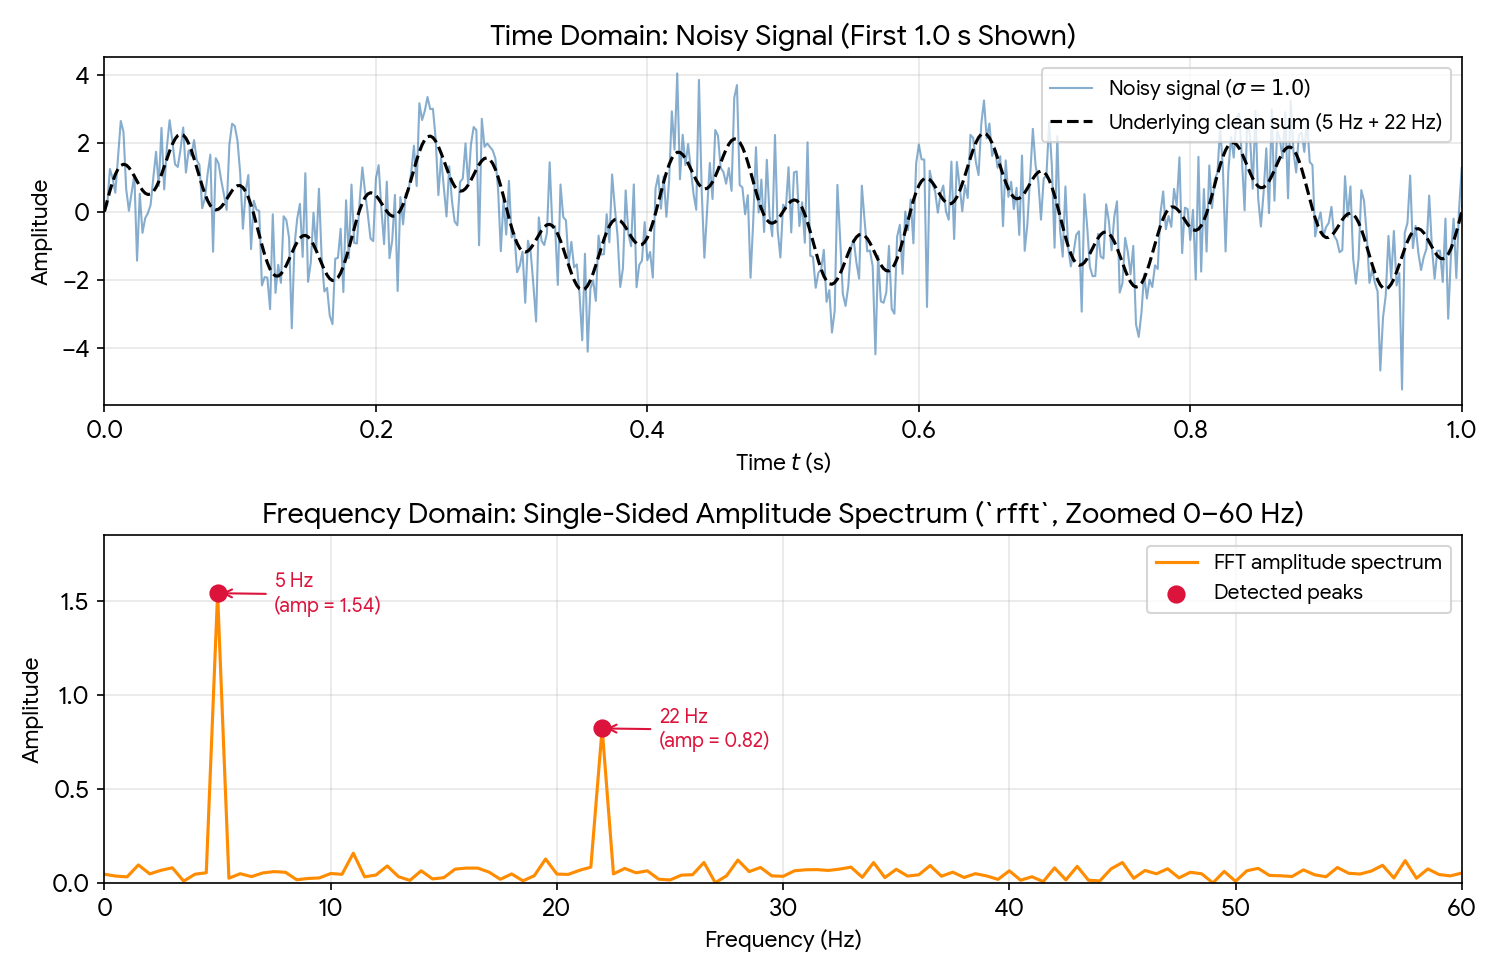 Time Domain: Noisy Signal (First 1.0 s Shown)
Amplitude
4
2
0
−2
−4
Noisy signal (σ = 1.0)
Underlying clean sum (5 Hz + 22 Hz)
0.0 0.2 0.4 0.6 0.8 1.0
Time t (s)
Frequency Domain: Single-Sided Amplitude Spectrum (`rfft`, Zoomed 0–60 Hz)
Amplitude
1.5
1.0
0.5
0.0
5 Hz
(amp = 1.54)
22 Hz
(amp = 0.82)
FFT amplitude spectrum
Detected peaks
0 10 20 30 40 50 60
Frequency (Hz)